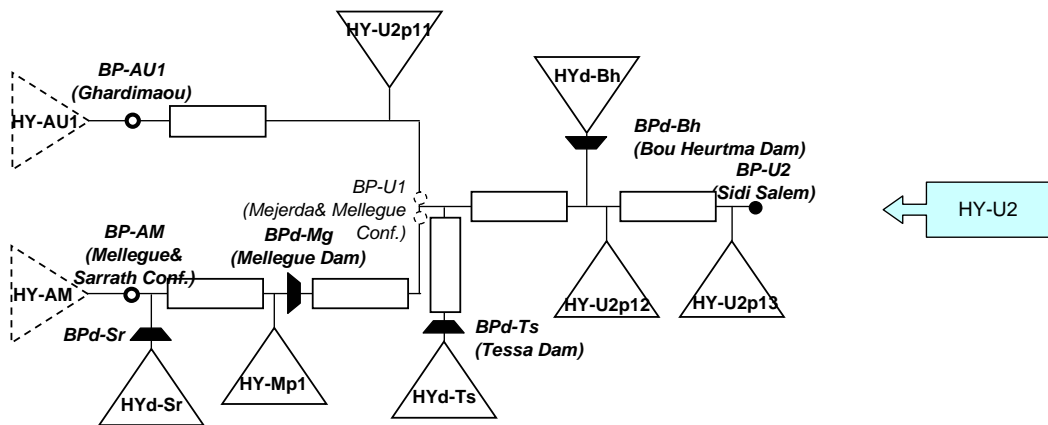 HY-U2p11
BP-AU1
(Ghardimaou)
HY-AU1
HYd-Bh
BPd-Bh
(Bou Heurtma Dam)
BP-U2
(Sidi Salem)
HY-U2
BP-U1
(Mejerda& Mellegue
Conf.)
BP-AM
(Mellegue&
Sarrath Conf.)
BPd-Mg
(Mellegue Dam)
HY-AM
HY-U2p12
HY-U2p13
BPd-Sr
BPd-Ts
(Tessa Dam)
HYd-Sr
HY-Mp1
HYd-Ts